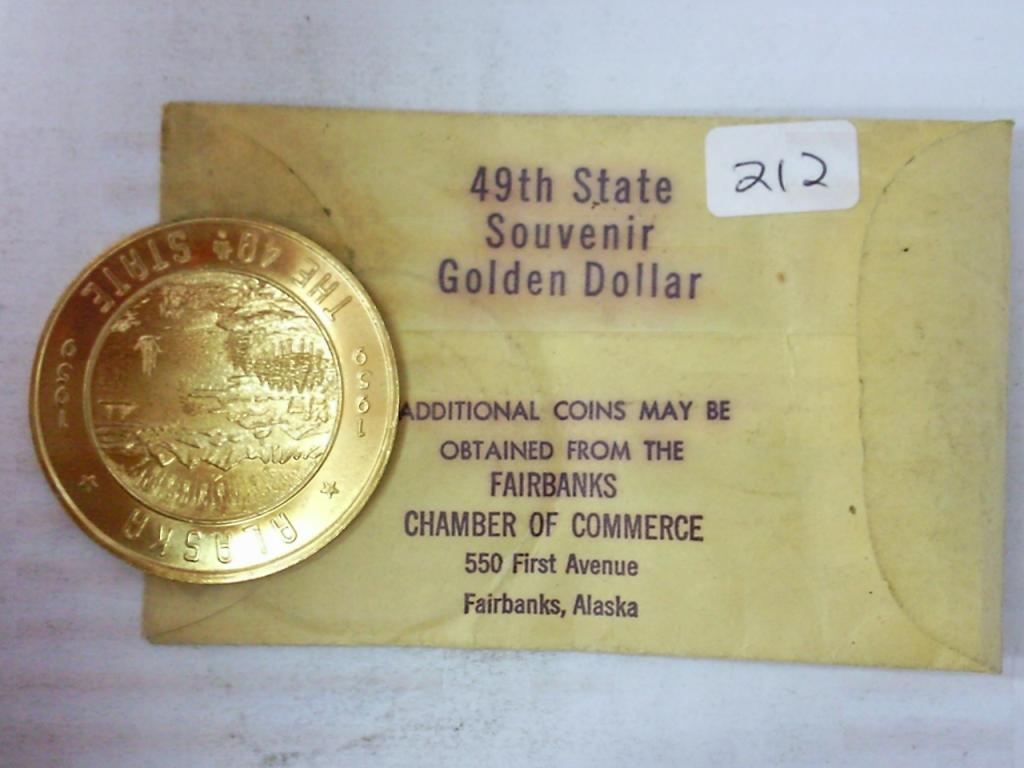 212
49th State
Souvenir
Golden Dollar
ADDITIONAL COINS MAY BE
OBTAINED FROM THE
FAIRBANKS
CHAMBER OF COMMERCE
550 First Avenue
Fairbanks, Alaska
ALASKA
1959
1959
THE 49th STATE